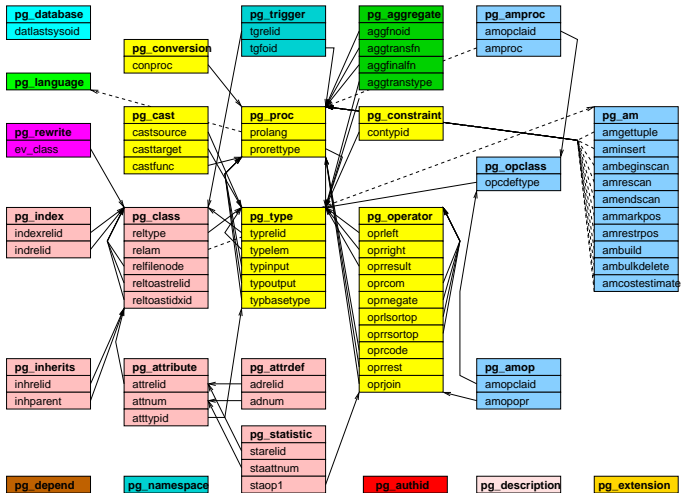 pg_database
datlastsysoid
pg_conversion
conproc
pg_trigger
tgrelid
tgfoid
pg_aggregate
aggfnoid
aggtransfn
aggfinalfn
aggtranstype
pg_amproc
amopclaid
amproc
pg_language
pg_rewrite
ev_class
pg_cast
castsource
casttarget
castfunc
pg_proc
prolang
prorettype
pg_constraint
contypid
pg_opclass
opcdeftype
pg_am
amgettuple
aminsert
ambeginscan
amrescan
amendscan
ammarkpos
amrestrpos
ambuild
ambulkdelete
amcostestimate
pg_index
indexrelid
indrelid
pg_class
reltype
relam
relfilenode
reltoastrelid
reltoastidxid
pg_type
typrelid
typelem
typinput
typoutput
typbasetype
pg_operator
oprleft
oprright
oprresult
oprcom
oprnegate
oprlsortop
oprrsortop
oprcode
oprrest
oprjoin
pg_inherits
inhrelid
inhparent
pg_attribute
attrelid
attnum
atttypid
pg_attrdef
adrelid
adnum
pg_amop
amopclaid
amopopr
pg_statistic
starelid
staattnum
staop1
pg_depend
pg_namespace
pg_authid
pg_description
pg_extension